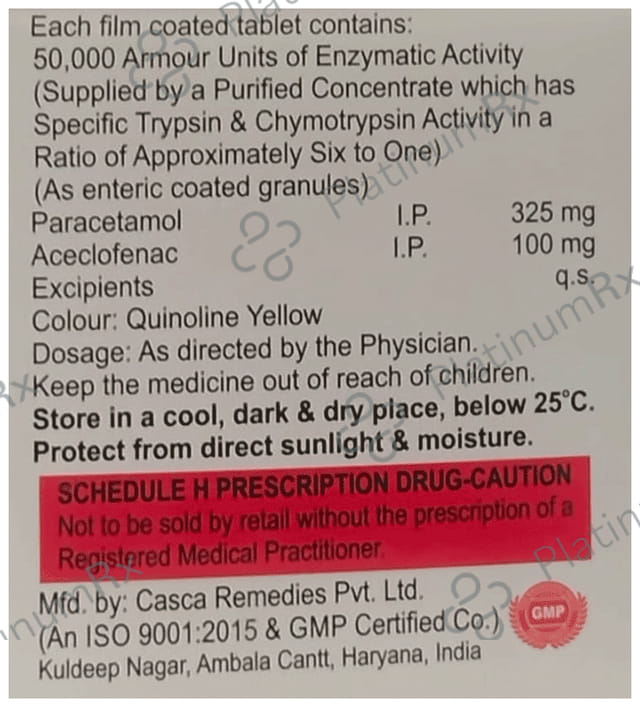 Each film coated tablet contains:
50,000 Armour Units of Enzymatic Activity
(Supplied by a Purified Concentrate which has
Specific Trypsin & Chymotrypsin Activity in a
Ratio of Approximately Six to One)
(As enteric coated granules)
Paracetamol I.P. 325 mg
Aceclofenac I.P. 100 mg
Excipients q.s.
Colour: Quinoline Yellow
Dosage: As directed by the Physician.
Keep the medicine out of reach of children.
Store in a cool, dark & dry place, below 25°C.
Protect from direct sunlight & moisture.
SCHEDULE H PRESCRIPTION DRUG-CAUTION
Not to be sold by retail without the prescription of a
Registered Medical Practitioner.
Mfd. by: Casca Remedies Pvt. Ltd.
(An ISO 9001:2015 & GMP Certified Co.)
GMP
Kuldeep Nagar, Ambala Cantt, Haryana, India
PlatinumRx
PlatinumRx